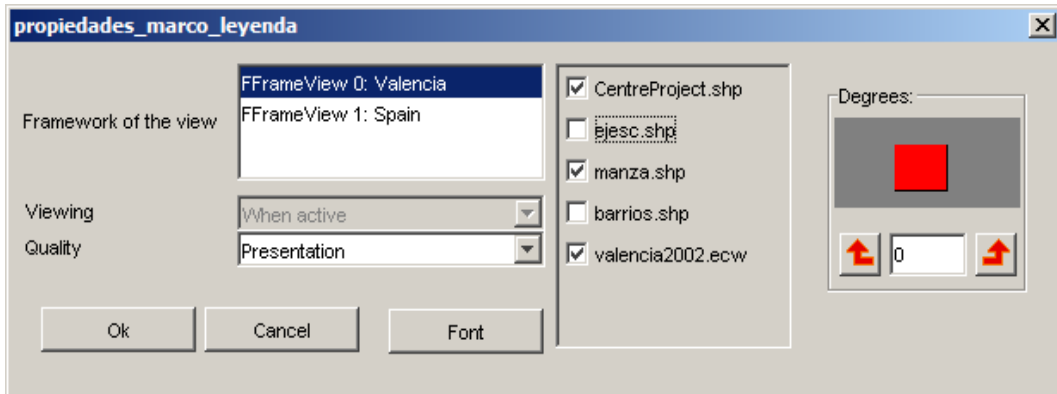 propiedades_marco_leyenda
Framework of the view
FFrameView 0: Valencia
FFrameView 1: Spain
Viewing
When active
Quality
Presentation
Ok
Cancel
Font
CentreProject.shp
ejesc.shp
manza.shp
barrios.shp
valencia2002.ecw
Degrees:
0